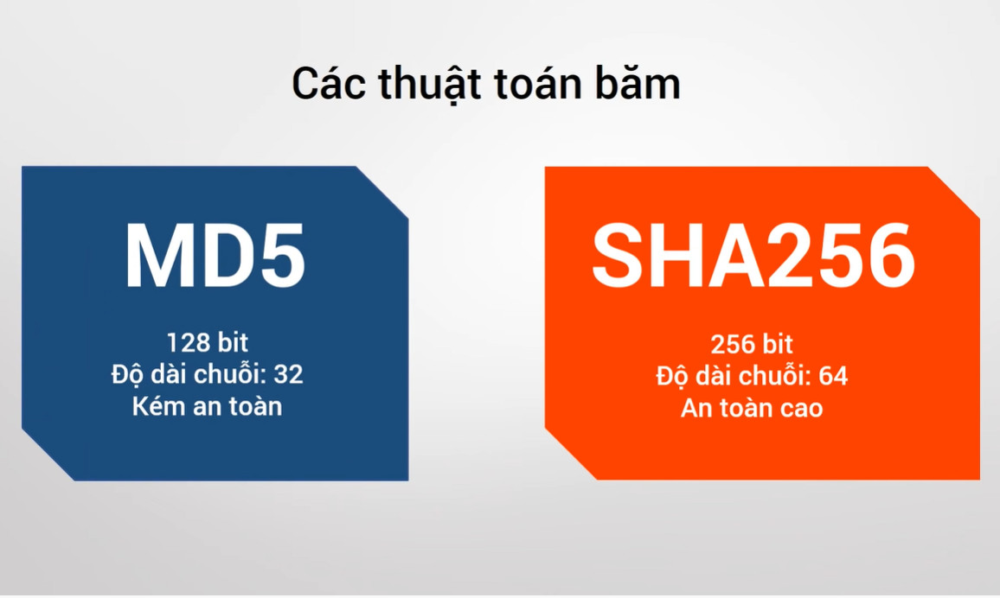 Các thuật toán băm
MD5
128 bit
Độ dài chuỗi: 32
Kém an toàn
SHA256
256 bit
Độ dài chuỗi: 64
An toàn cao